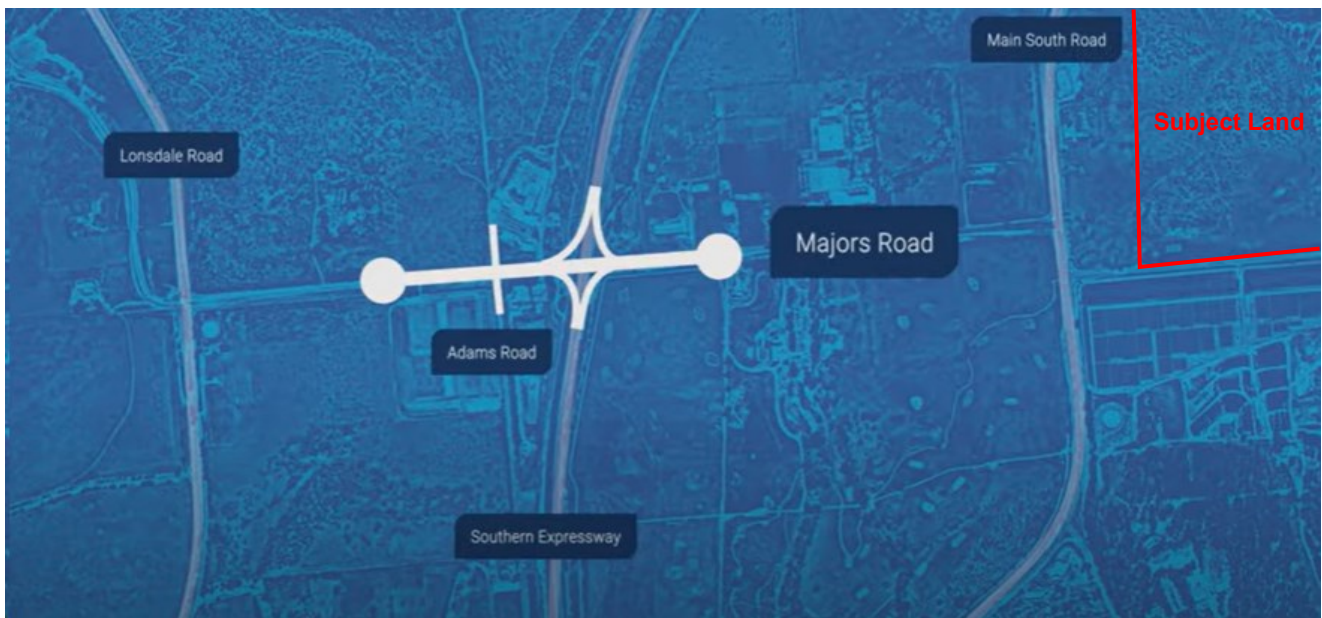 Main South Road
Subject Land
Lonsdale Road
Majors Road
Adams Road
Southern Expressway